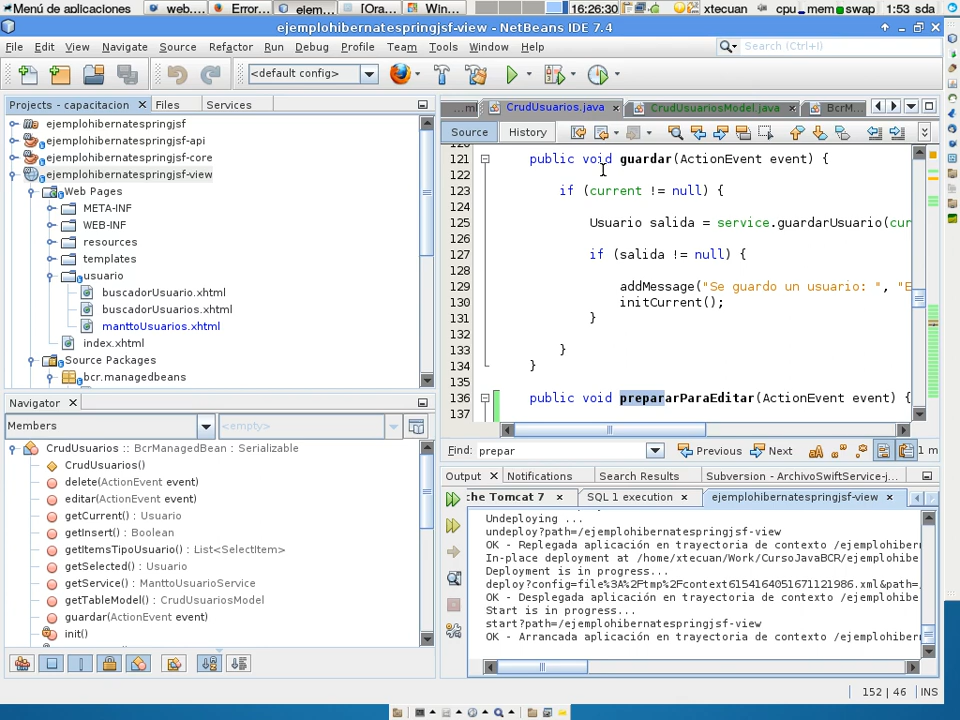 Menú de aplicaciones
web....
Error...
ejem...
[Ora...
Win...
16:26:30
xtecuan
cpu
mem
swap
1:53
sda
ejemplohibernatespringjsf-view - NetBeans IDE 7.4
File Edit View Navigate Source Refactor Run Debug Profile Team Tools Window Help
Search (Ctrl+I)
<default config>
Projects - capacitacion
Files
Services
ejemplohibernatespringjsf
ejemplohibernatespringjsf-api
ejemplohibernatespringjsf-core
ejemplohibernatespringjsf-view
Web Pages
META-INF
WEB-INF
resources
templates
usuario
buscadorUsuario.xhtml
buscadorUsuarios.xhtml
manttoUsuarios.xhtml
index.xhtml
Source Packages
bcr.managedbeans
Navigator
Members
<empty>
CrudUsuarios :: BcrManagedBean : Serializable
CrudUsuarios()
delete(ActionEvent event)
editar(ActionEvent event)
getCurrent() : Usuario
getInsert() : Boolean
getItemsTipoUsuario() : List<SelectItem>
getSelected() : Usuario
getService() : ManttoUsuarioService
getTableModel() : CrudUsuariosModel
guardar(ActionEvent event)
init()
...ml
CrudUsuarios.java
CrudUsuariosModel.java
BcrM...
Source
History
120
121 public void guardar(ActionEvent event) {
122
123 if (current != null) {
124
125 Usuario salida = service.guardarUsuario(cur
126
127 if (salida != null) {
128
129 addMessage("Se guardo un usuario: ", "E
130 initCurrent();
131 }
132
133 }
134 }
135
136 public void prepararParaEditar(ActionEvent event) {
137
Find: prepar
Previous
Next
1 m
Output
Notifications
Search Results
Subversion - ArchivoSwiftService-j...
che Tomcat 7
SQL 1 execution
ejemplohibernatespringjsf-view
Undeploying ...
undeploy?path=/ejemplohibernatespringjsf-view
OK - Replegada aplicación en trayectoria de contexto /ejemplohiber
In-place deployment at /home/xtecuan/Work/CursoJavaBCR/ejemplohibe
Deployment is in progress...
deploy?config=file%3A%2Ftmp%2Fcontext6154164051671121986.xml&path=,
OK - Desplegada aplicación en trayectoria de contexto /ejemplohibe
Start is in progress...
start?path=/ejemplohibernatespringjsf-view
OK - Arrancada aplicación en trayectoria de contexto /ejemplohiber
152 | 46
INS